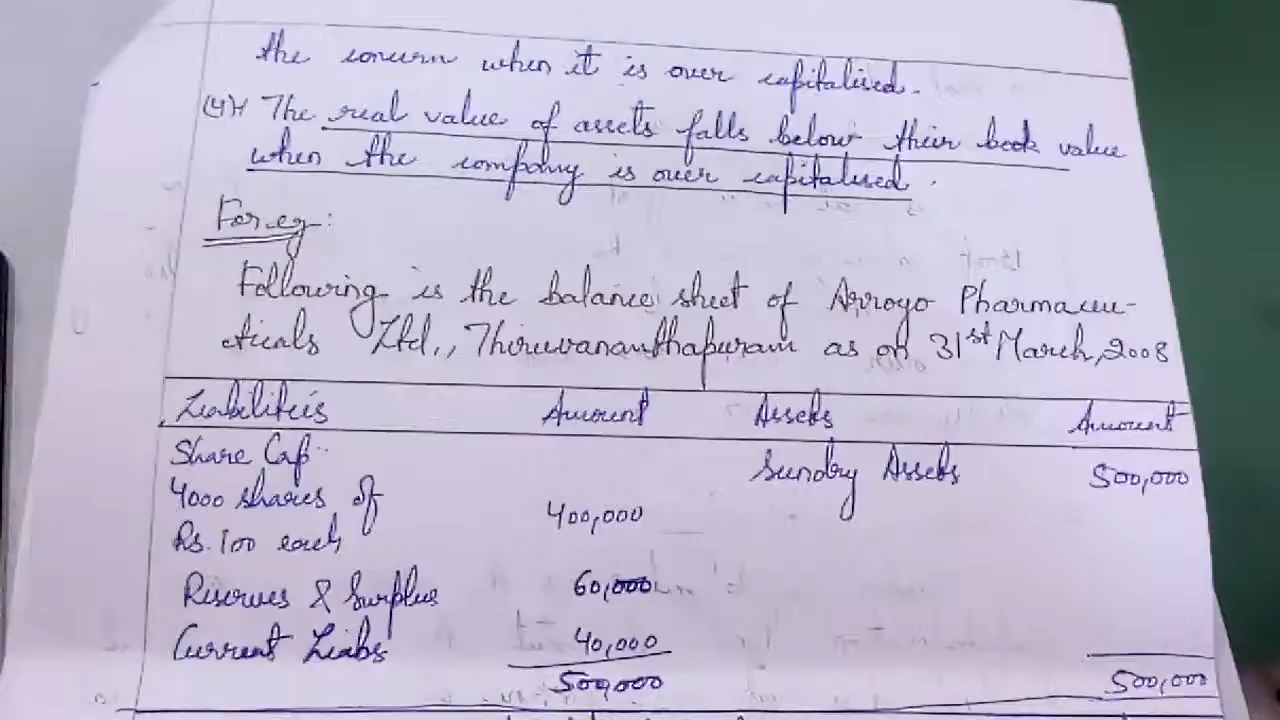 the concern when it is over capitalised.
(4) The real value of assets falls below their book value
when the company is over capitalised.
For eg:
Following is the balance sheet of Arroyo Pharmaceu-
ticals Ltd., Thiruvananthapuram as on 31st March, 2008
Liabilities Amount Assets Amount
Share Cap Sundry Assets 500,000
4000 shares of
Rs. 100 each 400,000
Reserves & Surplus 60,000
Current Liabs 40,000
500,000 500,000